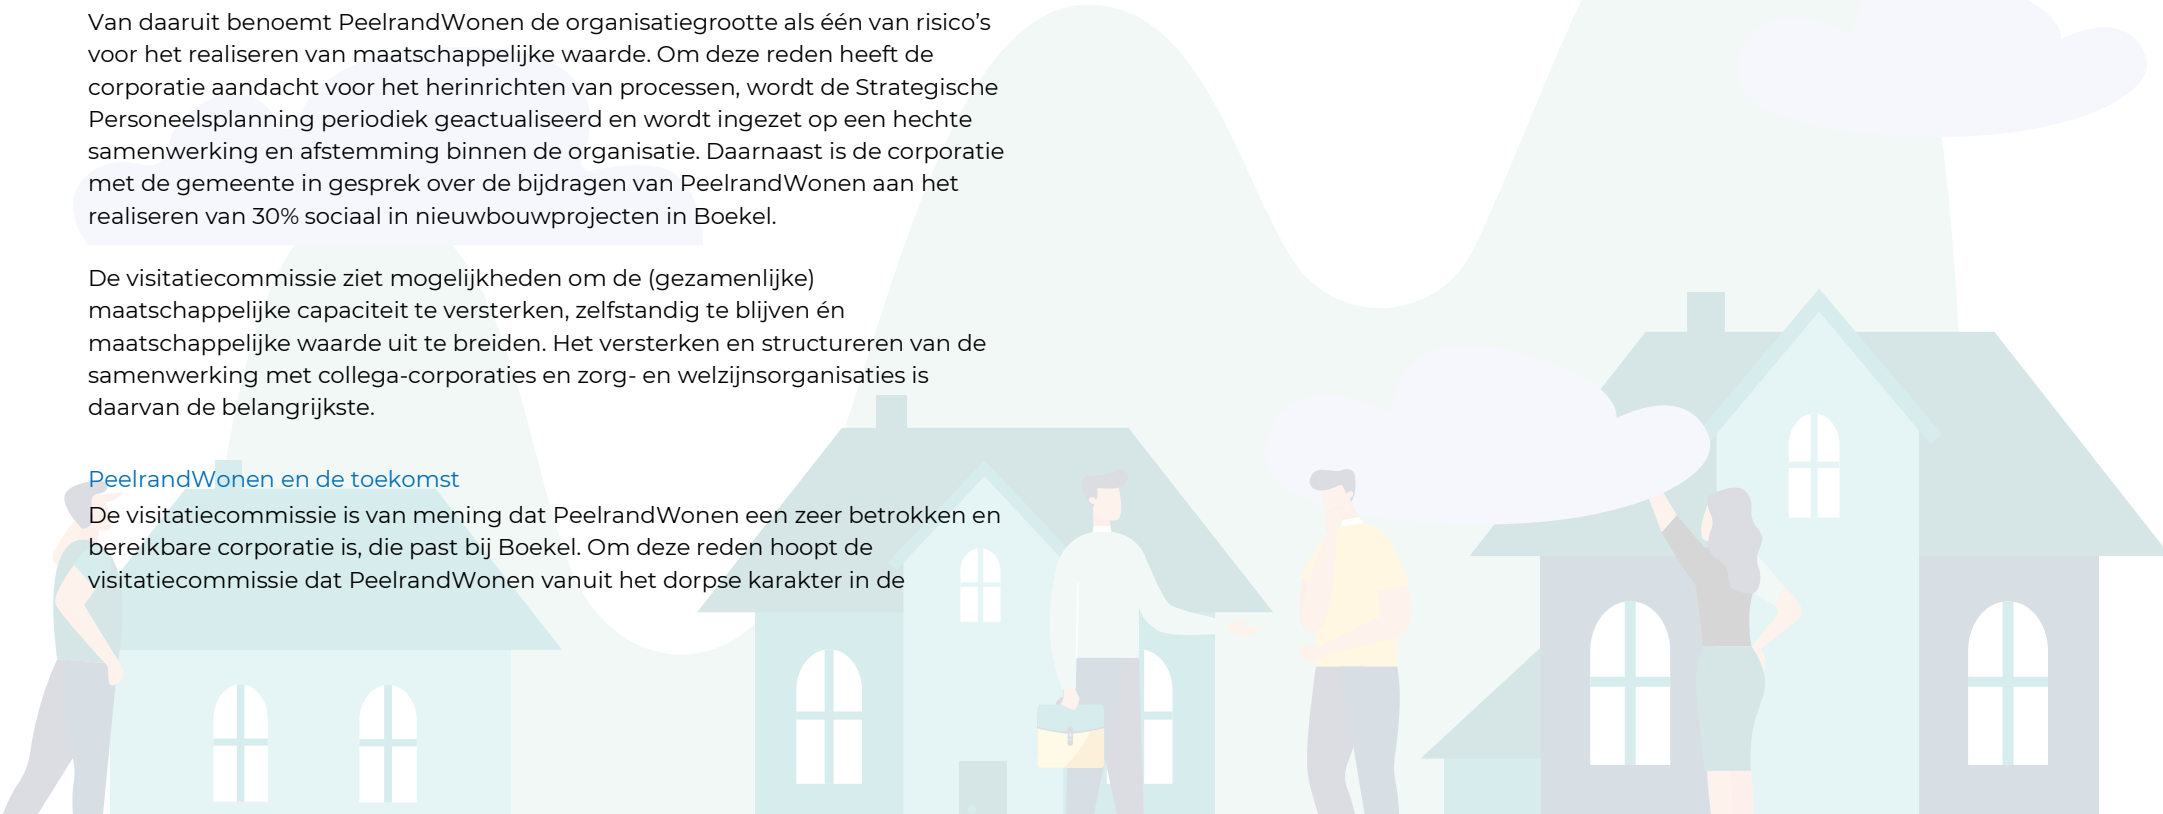 Van daaruit benoemt PeelrandWonen de organisatiegrootte als één van risico’s
voor het realiseren van maatschappelijke waarde. Om deze reden heeft de
corporatie aandacht voor het herinrichten van processen, wordt de Strategische
Personeelsplanning periodiek geactualiseerd en wordt ingezet op een hechte
samenwerking en afstemming binnen de organisatie. Daarnaast is de corporatie
met de gemeente in gesprek over de bijdragen van PeelrandWonen aan het
realiseren van 30% sociaal in nieuwbouwprojecten in Boekel.
De visitatiecommissie ziet mogelijkheden om de (gezamenlijke)
maatschappelijke capaciteit te versterken, zelfstandig te blijven én
maatschappelijke waarde uit te breiden. Het versterken en structureren van de
samenwerking met collega-corporaties en zorg- en welzijnsorganisaties is
daarvan de belangrijkste.
PeelrandWonen en de toekomst
De visitatiecommissie is van mening dat PeelrandWonen een zeer betrokken en
bereikbare corporatie is, die past bij Boekel. Om deze reden hoopt de
visitatiecommissie dat PeelrandWonen vanuit het dorpse karakter in de